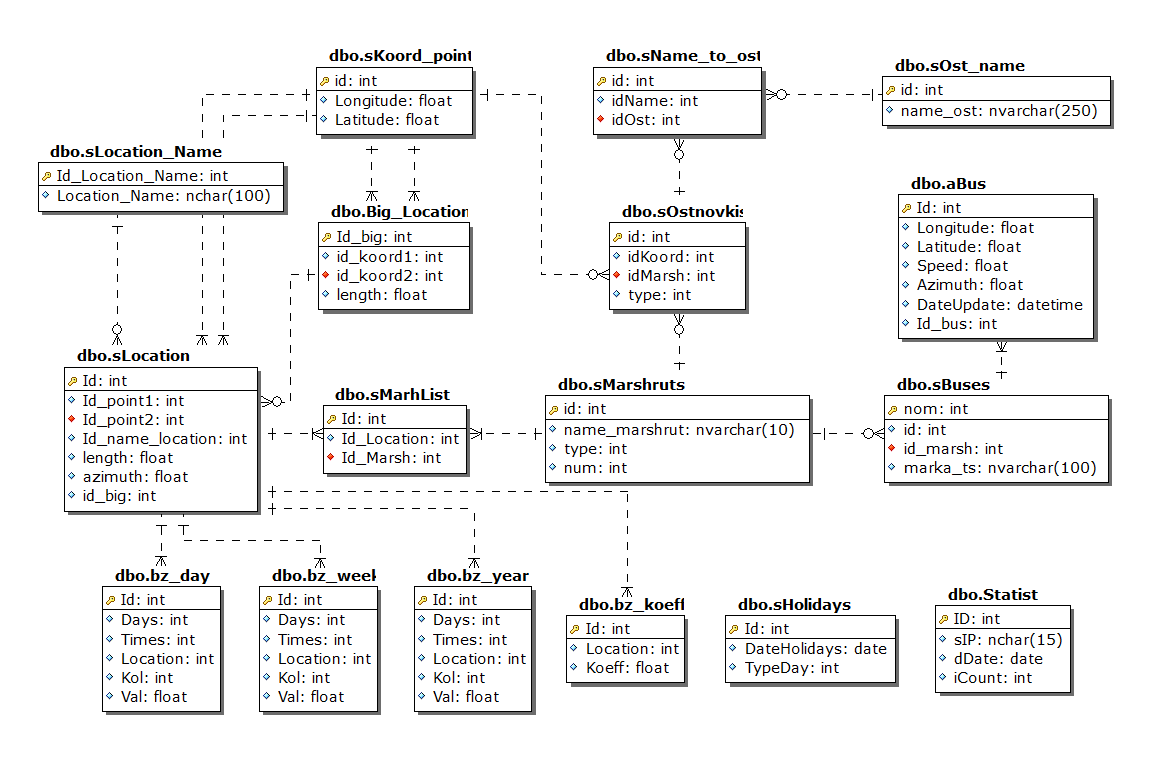 dbo.sKoord_point
id: int
Longitude: float
Latitude: float
dbo.sName_to_ost
id: int
idName: int
idOst: int
dbo.sOst_name
id: int
name_ost: nvarchar(250)
dbo.sLocation_Name
Id_Location_Name: int
Location_Name: nchar(100)
dbo.Big_Location
Id_big: int
id_koord1: int
id_koord2: int
length: float
dbo.sOstnovkis
id: int
idKoord: int
idMarsh: int
type: int
dbo.aBus
Id: int
Longitude: float
Latitude: float
Speed: float
Azimuth: float
DateUpdate: datetime
Id_bus: int
dbo.sLocation
Id: int
Id_point1: int
Id_point2: int
Id_name_location: int
length: float
azimuth: float
id_big: int
dbo.sMarhList
Id: int
Id_Location: int
Id_Marsh: int
dbo.sMarshruts
id: int
name_marshrut: nvarchar(10)
type: int
num: int
dbo.sBuses
nom: int
id: int
id_marsh: int
marka_ts: nvarchar(100)
dbo.bz_day
Id: int
Days: int
Times: int
Location: int
Kol: int
Val: float
dbo.bz_week
Id: int
Days: int
Times: int
Location: int
Kol: int
Val: float
dbo.bz_year
Id: int
Days: int
Times: int
Location: int
Kol: int
Val: float
dbo.bz_koeff
Id: int
Location: int
Koeff: float
dbo.sHolidays
Id: int
DateHolidays: date
TypeDay: int
dbo.Statist
ID: int
sIP: nchar(15)
dDate: date
iCount: int